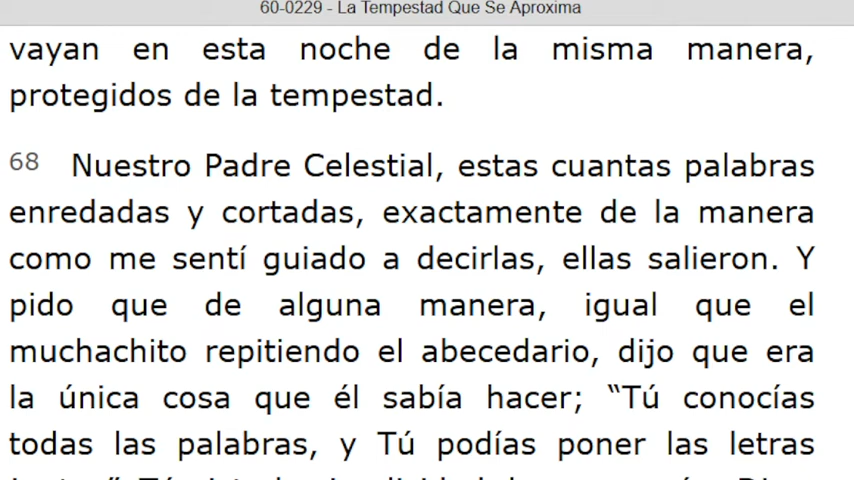 60-0229 - La Tempestad Que Se Aproxima
vayan en esta noche de la misma manera,
protegidos de la tempestad.
68 Nuestro Padre Celestial, estas cuantas palabras
enredadas y cortadas, exactamente de la manera
como me sentí guiado a decirlas, ellas salieron. Y
pido que de alguna manera, igual que el
muchachito repitiendo el abecedario, dijo que era
la única cosa que él sabía hacer; “Tú conocías
todas las palabras, y Tú podías poner las letras